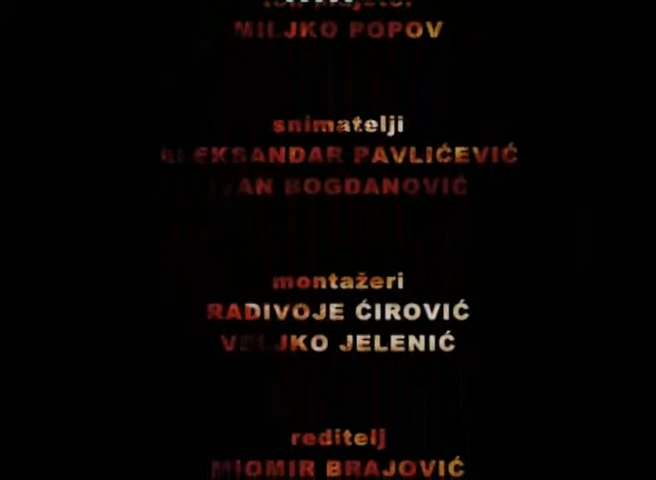 MILJKO POPOV
snimatelji
ALEKSANDAR PAVLIĆEVIĆ
IVAN BOGDANOVIĆ
montažeri
RADIVOJE ĆIROVIĆ
VELJKO JELENIĆ
reditelj
MIOMIR BRAJOVIĆ